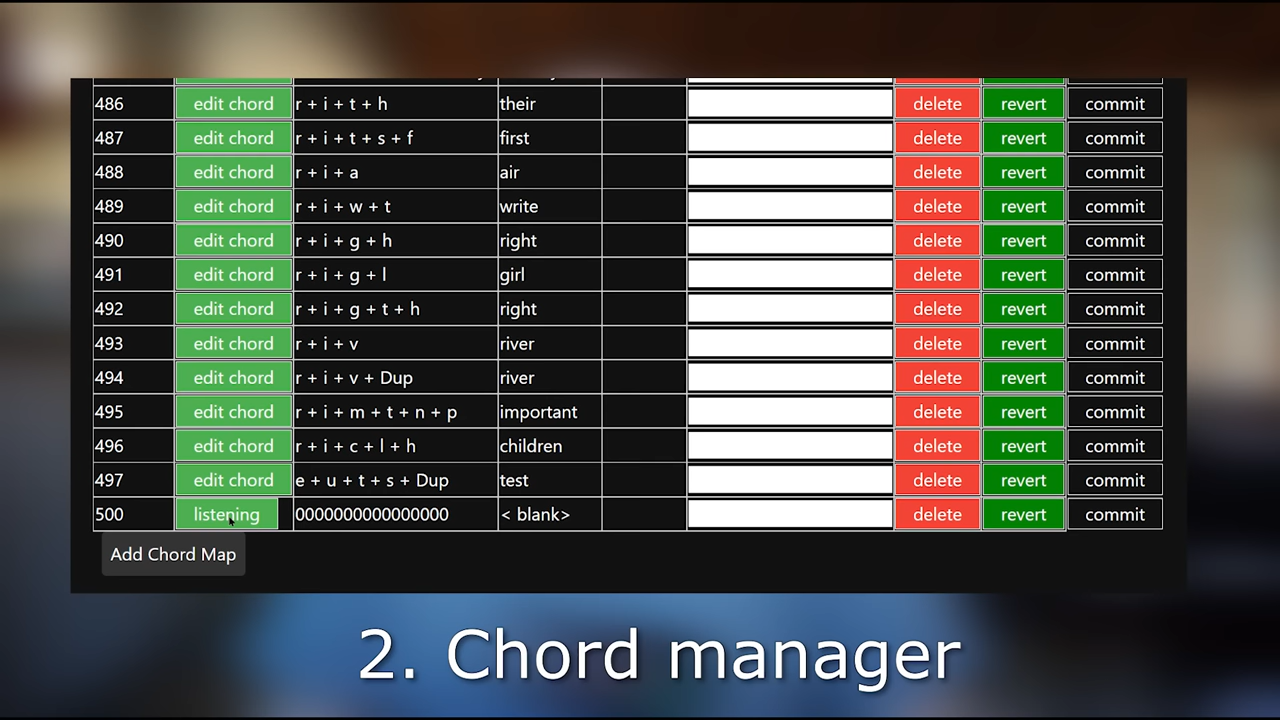 486 edit chord r + i + t + h their delete revert commit
487 edit chord r + i + t + s + f first delete revert commit
488 edit chord r + i + a air delete revert commit
489 edit chord r + i + w + t write delete revert commit
490 edit chord r + i + g + h right delete revert commit
491 edit chord r + i + g + l girl delete revert commit
492 edit chord r + i + g + t + h right delete revert commit
493 edit chord r + i + v river delete revert commit
494 edit chord r + i + v + Dup river delete revert commit
495 edit chord r + i + m + t + n + p important delete revert commit
496 edit chord r + i + c + l + h children delete revert commit
497 edit chord e + u + t + s + Dup test delete revert commit
500 listening 0000000000000000 < blank> delete revert commit
Add Chord Map
2. Chord manager